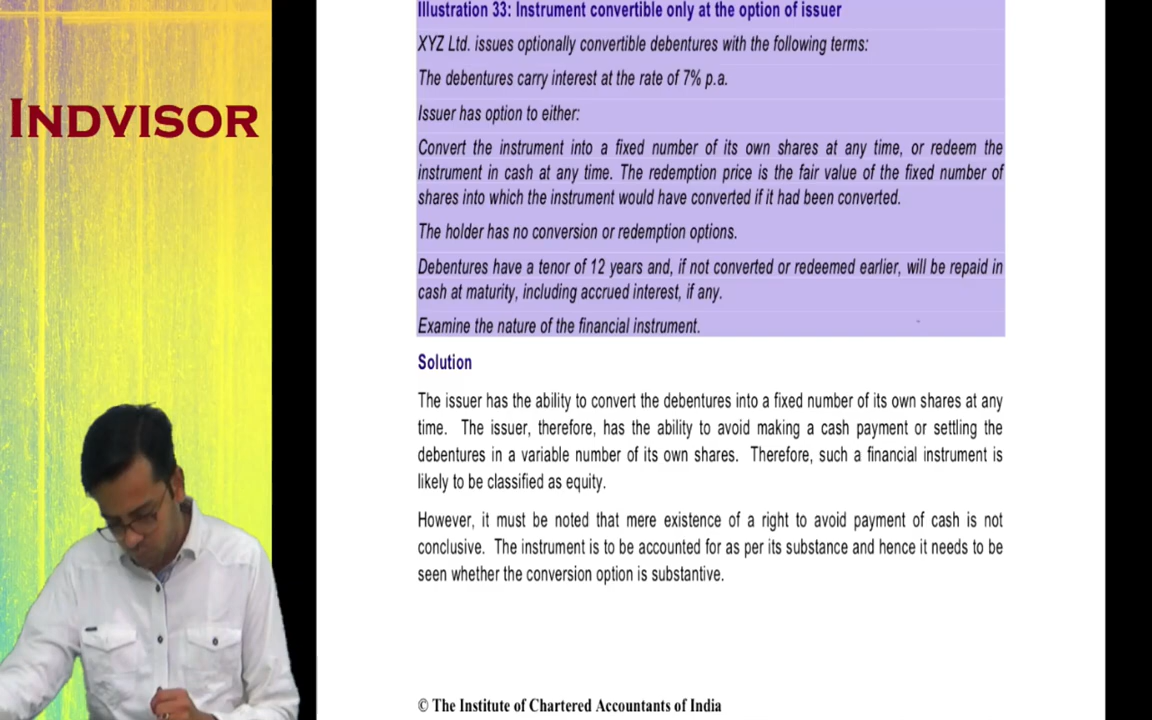 INDVISOR
Illustration 33: Instrument convertible only at the option of issuer
XYZ Ltd. issues optionally convertible debentures with the following terms:
The debentures carry interest at the rate of 7% p.a.
Issuer has option to either:
Convert the instrument into a fixed number of its own shares at any time, or redeem the
instrument in cash at any time. The redemption price is the fair value of the fixed number of
shares into which the instrument would have converted if it had been converted.
The holder has no conversion or redemption options.
Debentures have a tenor of 12 years and, if not converted or redeemed earlier, will be repaid in
cash at maturity, including accrued interest, if any.
Examine the nature of the financial instrument.
Solution
The issuer has the ability to convert the debentures into a fixed number of its own shares at any
time. The issuer, therefore, has the ability to avoid making a cash payment or settling the
debentures in a variable number of its own shares. Therefore, such a financial instrument is
likely to be classified as equity.
However, it must be noted that mere existence of a right to avoid payment of cash is not
conclusive. The instrument is to be accounted for as per its substance and hence it needs to be
seen whether the conversion option is substantive.
© The Institute of Chartered Accountants of India